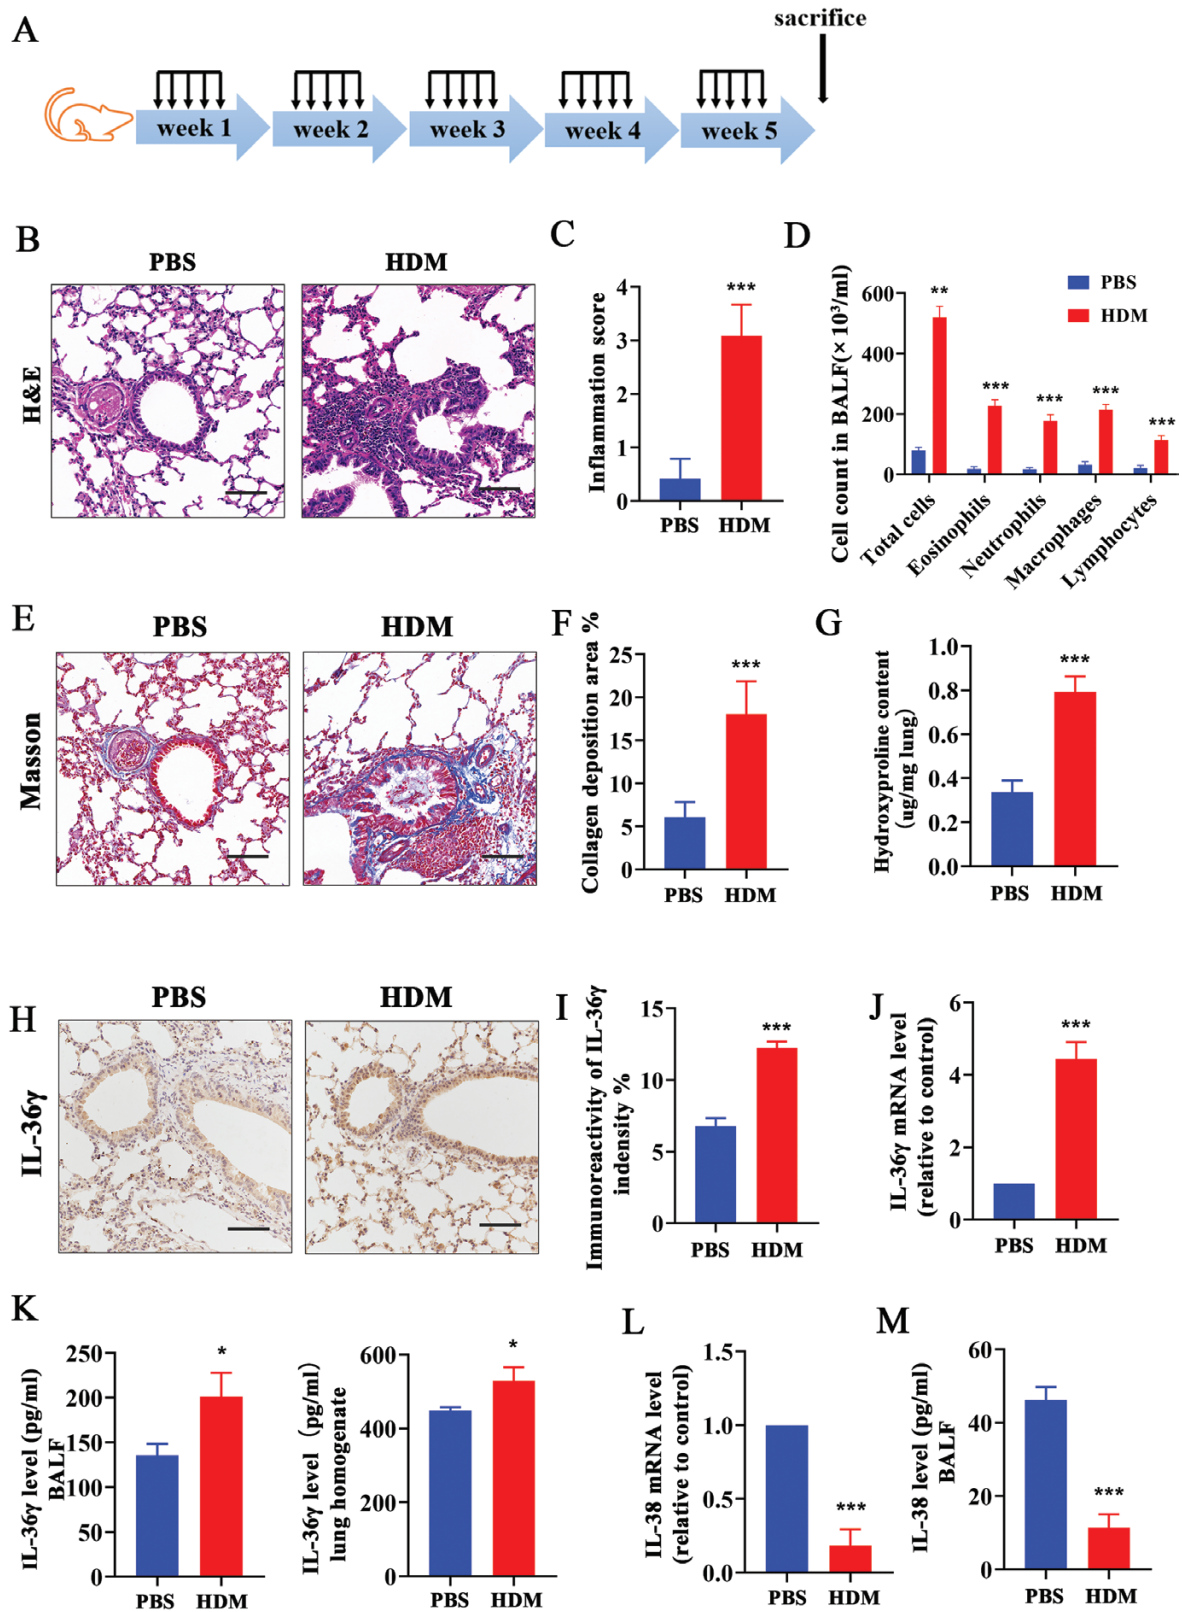 A
sacrifice
week 1
week 2
week 3
week 4
week 5
B
PBS
HDM
H&E
C
Inflammation score
4
3
2
1
0
PBS
HDM
***
D
Cell count in BALF(× 10³/ml)
600
400
200
0
PBS
HDM
**
***
***
***
***
Total cells
Eosinophils
Neutrophils
Macrophages
Lymphocytes
E
PBS
HDM
Masson
F
Collagen deposition area %
25
20
15
10
5
0
***
PBS
HDM
G
Hydroxyproline content
(ug/mg lung)
1.0
0.8
0.6
0.4
0.2
0.0
***
PBS
HDM
H
PBS
HDM
IL-36γ
I
Immunoreactivity of IL-36γ
indensity %
15
10
5
0
***
PBS
HDM
J
IL-36γ mRNA level
(relative to control)
6
4
2
0
***
PBS
HDM
K
IL-36γ level (pg/ml)
BALF
250
200
150
100
50
0
*
PBS
HDM
IL-36γ level (pg/ml)
lung homogenate
600
400
200
0
*
PBS
HDM
L
IL-38 mRNA level
(relative to control)
1.5
1.0
0.5
0.0
***
PBS
HDM
M
IL-38 level (pg/ml)
BALF
60
40
20
0
***
PBS
HDM